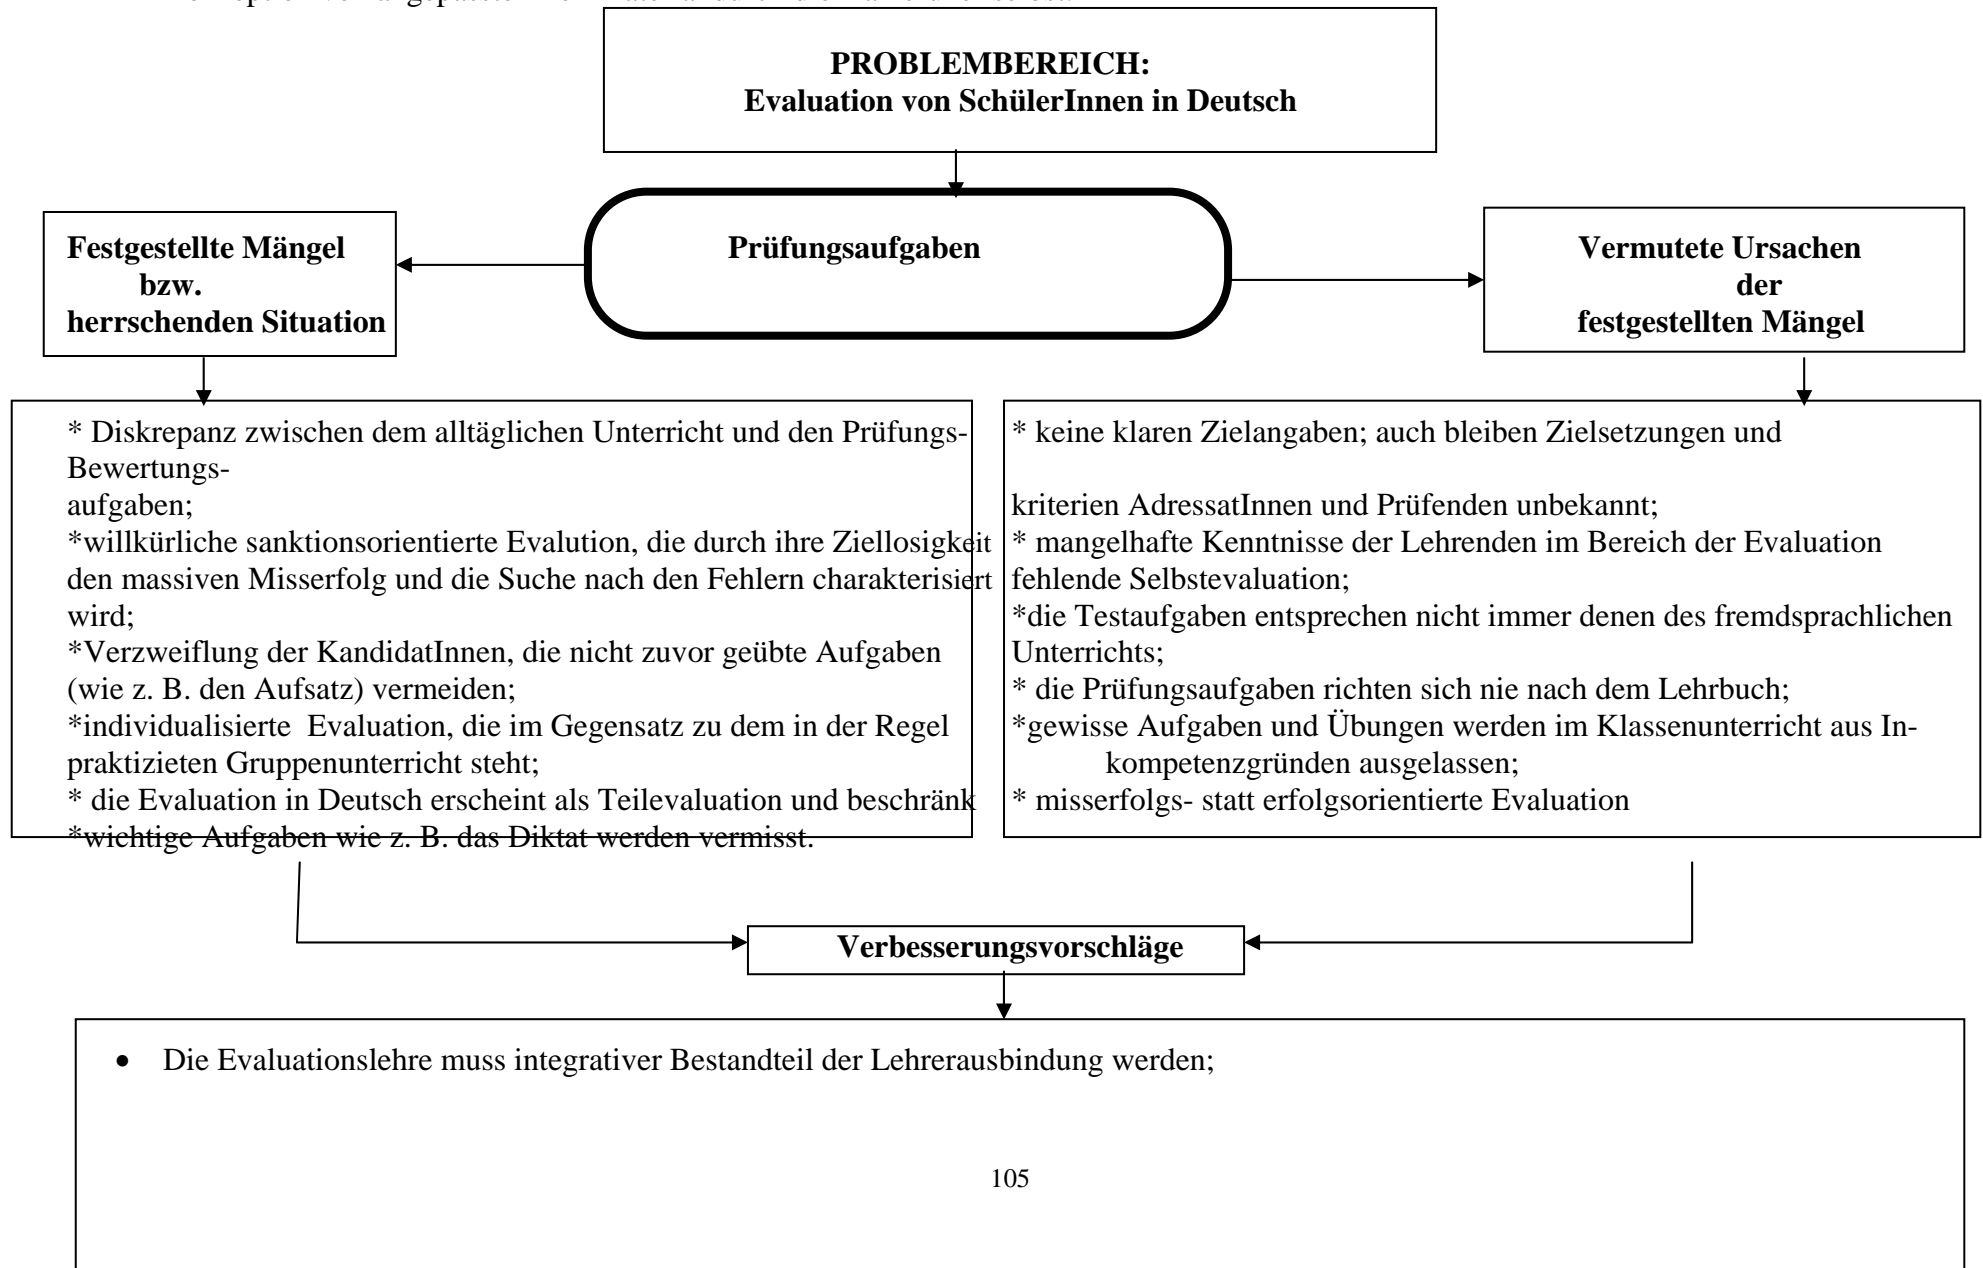 PROBLEMBEREICH:
Evaluation von SchülerInnen in Deutsch
Prüfungsaufgaben
Festgestellte Mängel
bzw.
herrschenden Situation
Vermutete Ursachen
der
festgestellten Mängel
* Diskrepanz zwischen dem alltäglichen Unterricht und den Prüfungs-
Bewertungs-
aufgaben;
*willkürliche sanktionsorientierte Evalution, die durch ihre Ziellosigkeit
den massiven Misserfolg und die Suche nach den Fehlern charakterisiert
wird;
*Verzweiflung der KandidatInnen, die nicht zuvor geübte Aufgaben
(wie z. B. den Aufsatz) vermeiden;
*individualisierte Evaluation, die im Gegensatz zu dem in der Regel
praktizieten Gruppenunterricht steht;
* die Evaluation in Deutsch erscheint als Teilevaluation und beschränk
*wichtige Aufgaben wie z. B. das Diktat werden vermisst.
* keine klaren Zielangaben; auch bleiben Zielsetzungen und
kriterien AdressatInnen und Prüfenden unbekannt;
* mangelhafte Kenntnisse der Lehrenden im Bereich der Evaluation
fehlende Selbstevaluation;
*die Testaufgaben entsprechen nicht immer denen des fremdsprachlichen
Unterrichts;
* die Prüfungsaufgaben richten sich nie nach dem Lehrbuch;
*gewisse Aufgaben und Übungen werden im Klassenunterricht aus In-
kompetenzgründen ausgelassen;
* misserfolgs- statt erfolgsorientierte Evaluation
Verbesserungsvorschläge
• Die Evaluationslehre muss integrativer Bestandteil der Lehrerausbindung werden;
105